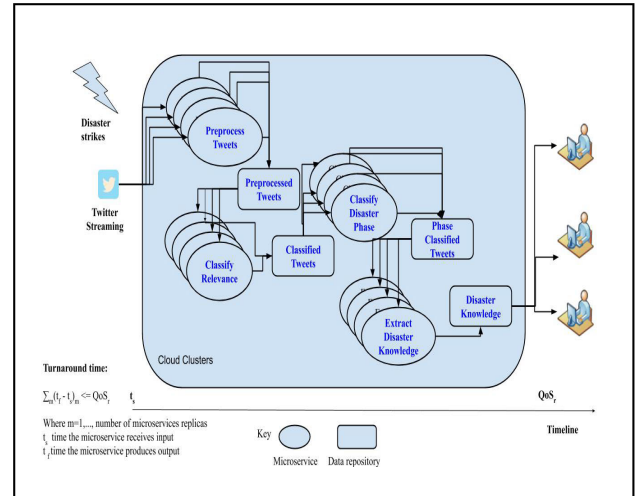 Disaster
strikes
Preprocess
Tweets
Twitter
Streaming
Preprocessed
Tweets
Classify
Disaster
Phase
Phase
Classified
Tweets
Classify
Relevance
Classified
Tweets
Disaster
Knowledge
Extract
Disaster
Knowledge
Cloud Clusters
Turnaround time:
∑m(tf - ts)m <= QoSr
ts
QoSr
Where m=1,..., number of microservices replicas
ts time the microservice receives input
tf time the microservice produces output
Key
Microservice
Data repository
Timeline